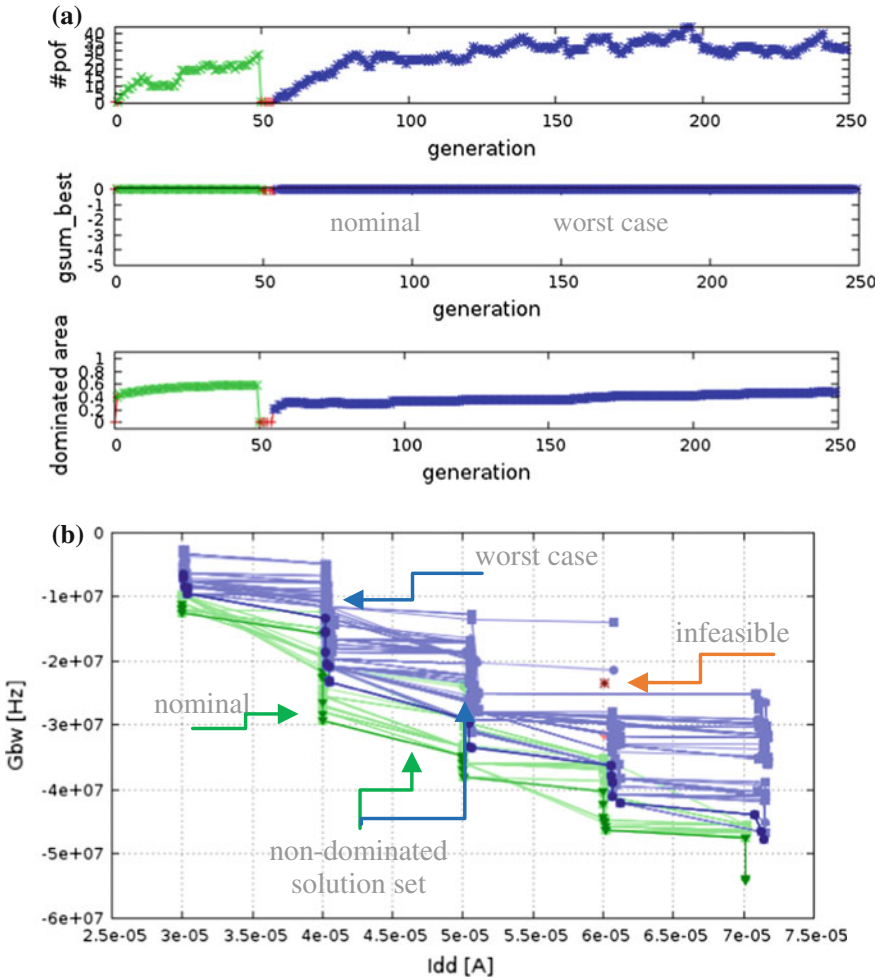 (a)
#pof
40
30
20
10
0
0 50 100 150 200 250
generation
gsum_best
0
-1
-2
-3
-4
-5
nominal worst case
0 50 100 150 200 250
generation
dominated area
1
0.8
0.6
0.4
0.2
0
0 50 100 150 200 250
generation
(b)
Gbw [Hz]
0
-1e+07
-2e+07
-3e+07
-4e+07
-5e+07
-6e+07
worst case
infeasible
nominal
non-dominated
solution set
2.5e-05 3e-05 3.5e-05 4e-05 4.5e-05 5e-05 5.5e-05 6e-05 6.5e-05 7e-05 7.5e-05
Idd [A]